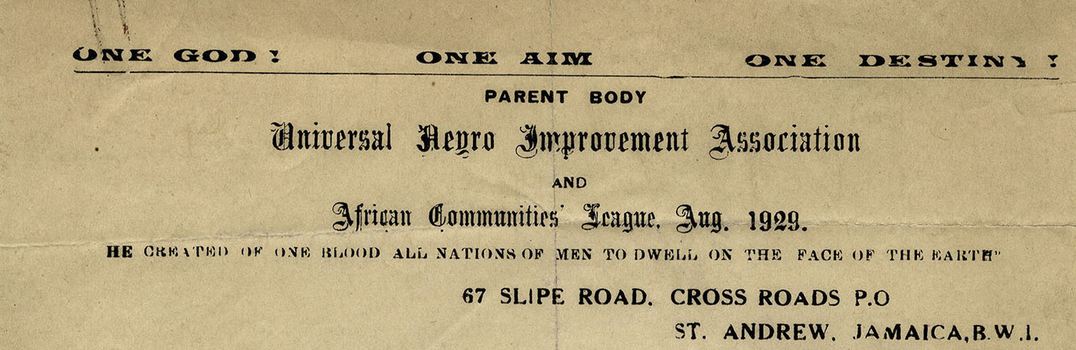 ONE GOD! ONE AIM ONE DESTINY!
PARENT BODY
Universal Negro Improvement Association
AND
African Communities' League, Aug. 1929.
HE CREATED OF ONE BLOOD ALL NATIONS OF MEN TO DWELL ON THE FACE OF THE EARTH"
67 SLIPE ROAD, CROSS ROADS P.O
ST. ANDREW, JAMAICA, B.W.I.